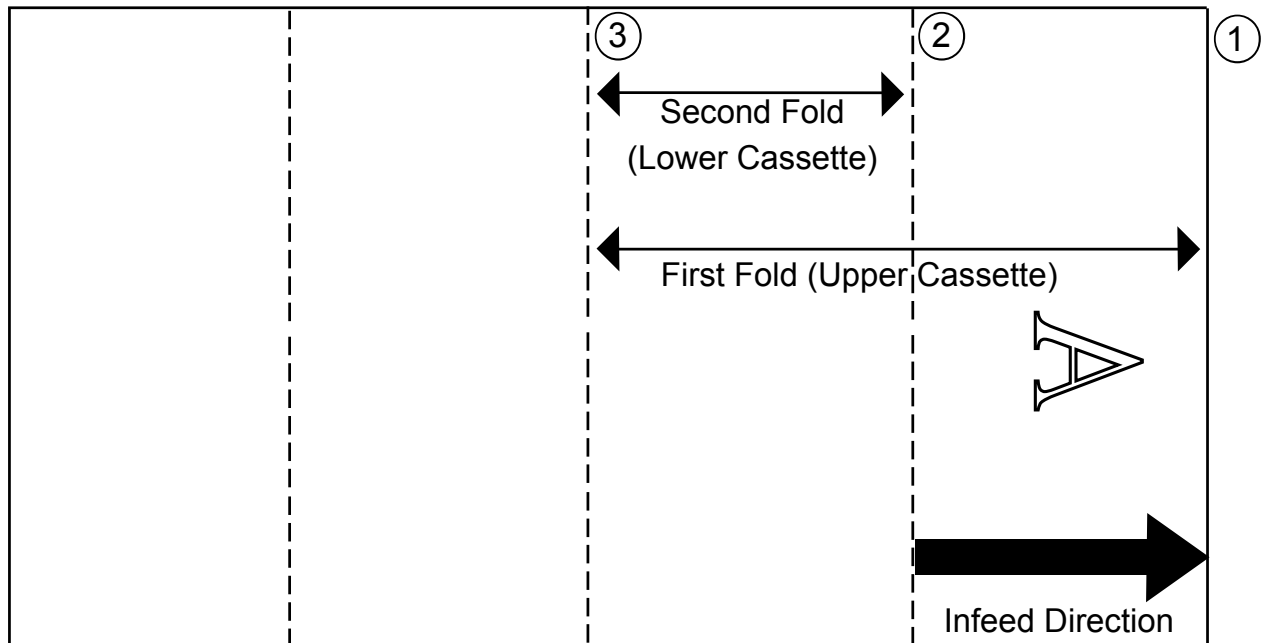 ③ ② ①
Second Fold
(Lower Cassette)
First Fold (Upper Cassette)
A
Infeed Direction